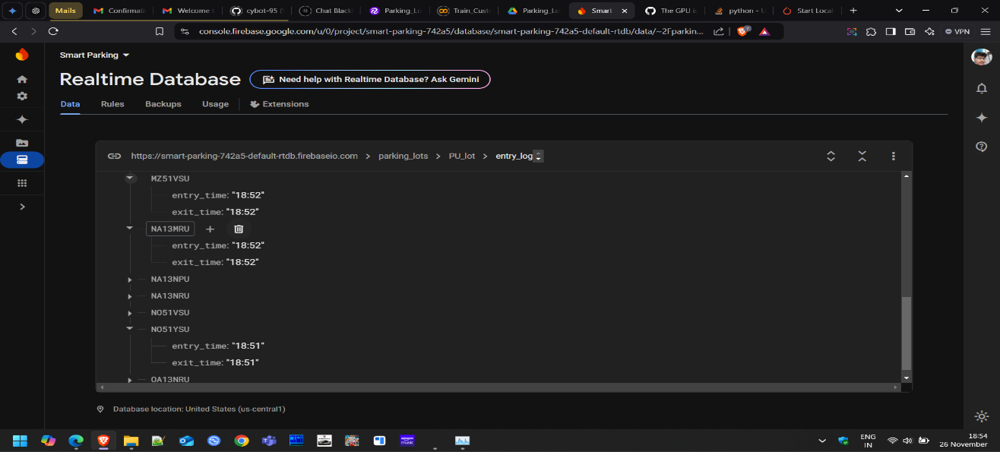 Mails
Confirmati
Welcome t
cybot-95 (
Chat Black
Parking_Lo
Train_Custo
Parking_Lo
Smart
The GPU is
python - U
Start Local
console.firebase.google.com/u/0/project/smart-parking-742a5/database/smart-parking-742a5-default-rtdb/data/~2Fparkin...
7
VPN
Smart Parking
Realtime Database
Need help with Realtime Database? Ask Gemini
Data Rules Backups Usage Extensions
https://smart-parking-742a5-default-rtdb.firebaseio.com > parking_lots > PU_lot > entry_log
MZ51VSU
entry_time: "18:52"
exit_time: "18:52"
NA13MRU
entry_time: "18:52"
exit_time: "18:52"
NA13NPU
NA13NRU
NO51VSU
NO51YSU
entry_time: "18:51"
exit_time: "18:51"
OA13NRU
Database location: United States (us-central1)
ENG
IN
18:54
26 November